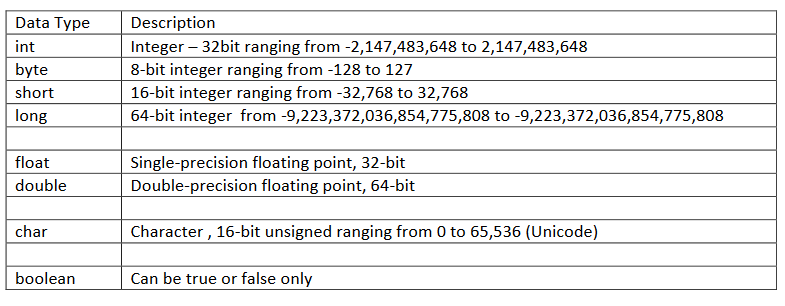 Data Type Description
int Integer – 32bit ranging from -2,147,483,648 to 2,147,483,648
byte 8-bit integer ranging from -128 to 127
short 16-bit integer ranging from -32,768 to 32,768
long 64-bit integer  from -9,223,372,036,854,775,808 to -9,223,372,036,854,775,808
float Single-precision floating point, 32-bit
double Double-precision floating point, 64-bit
char Character , 16-bit unsigned ranging from 0 to 65,536 (Unicode)
boolean Can be true or false only